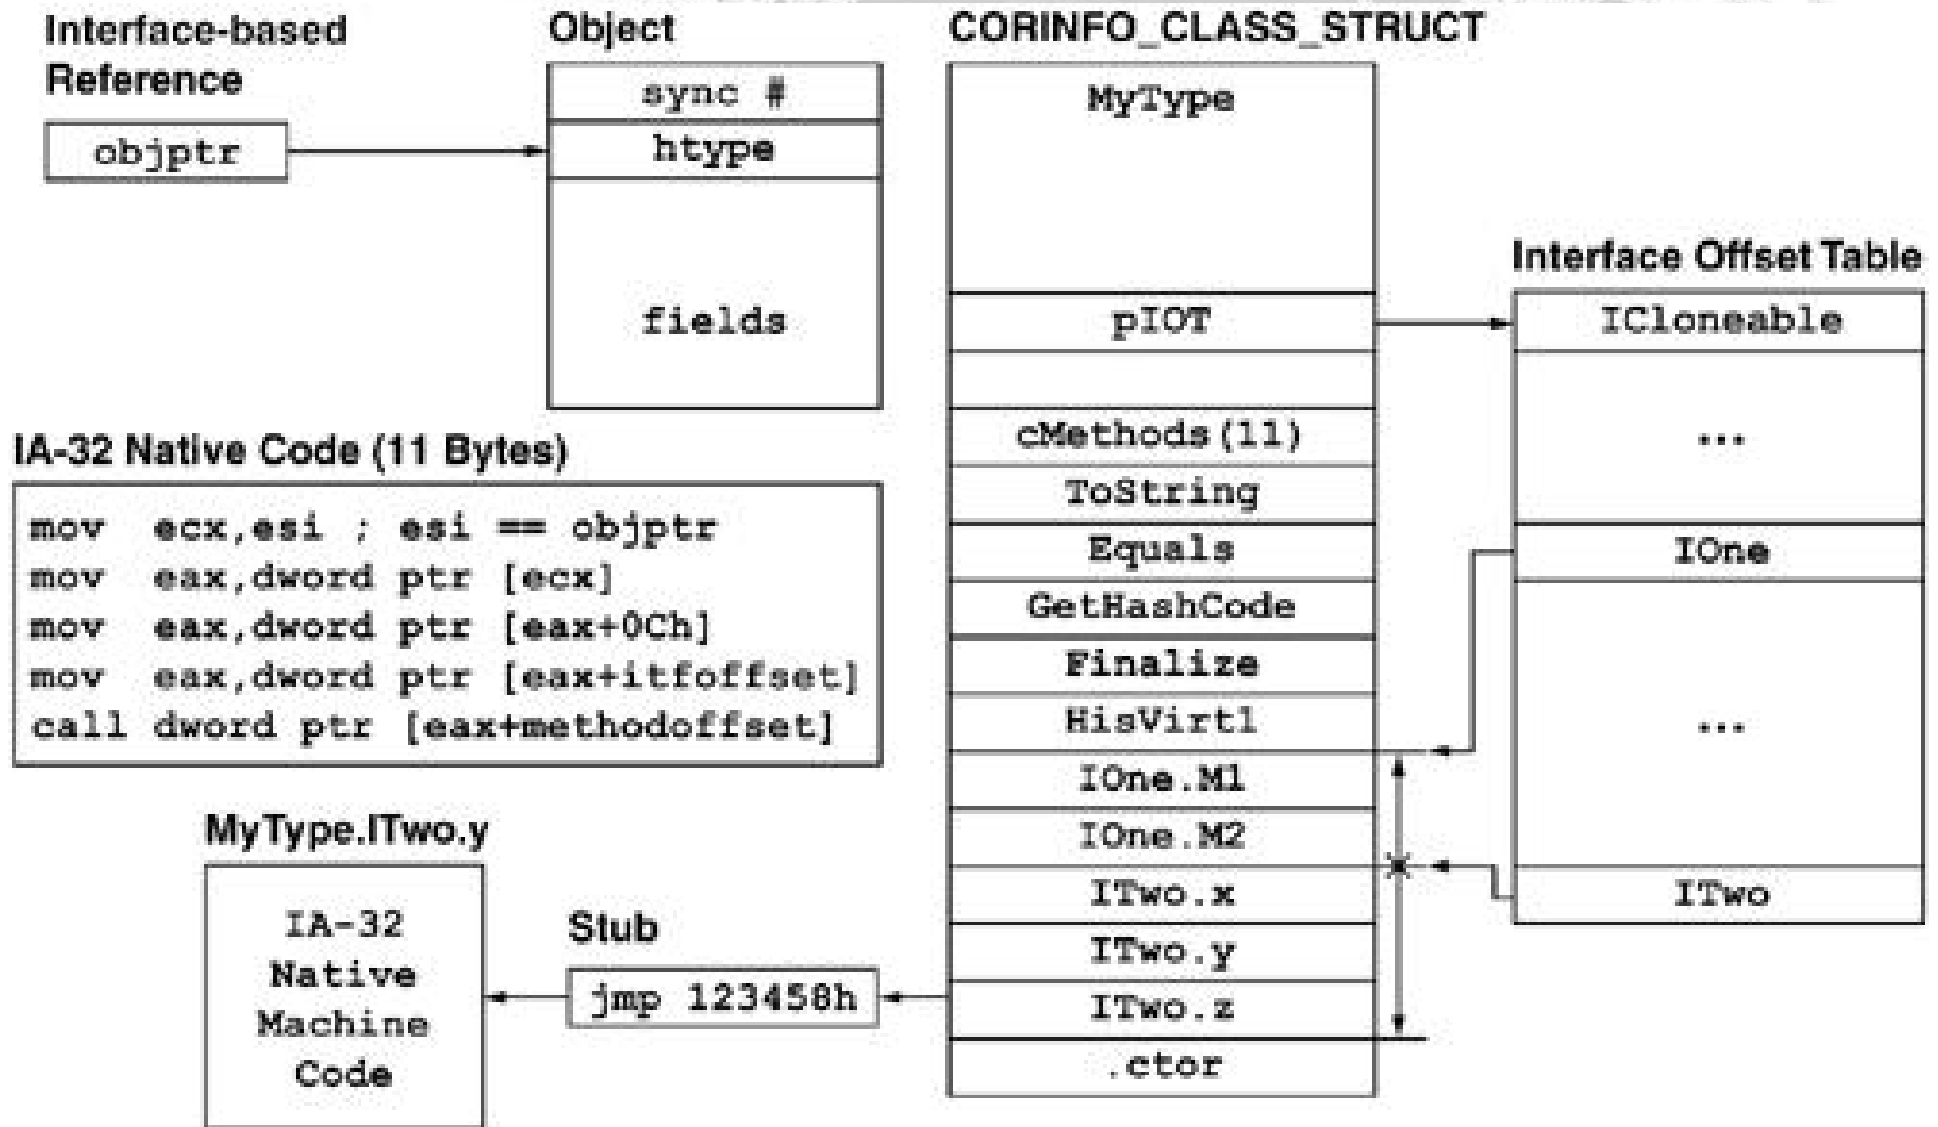 Interface-based
Reference
objptr
Object
sync #
htype
fields
CORINFO_CLASS_STRUCT
MyType
pIOT
cMethods(11)
ToString
Equals
GetHashCode
Finalize
HisVirt1
IOne.M1
IOne.M2
ITwo.x
ITwo.y
ITwo.z
.ctor
Interface Offset Table
ICloneable
...
IOne
...
ITwo
IA-32 Native Code (11 Bytes)
mov ecx,esi ; esi == objptr
mov eax,dword ptr [ecx]
mov eax,dword ptr [eax+0Ch]
mov eax,dword ptr [eax+itfoffset]
call dword ptr [eax+methodoffset]
MyType.ITwo.y
IA-32
Native
Machine
Code
Stub
jmp 123458h